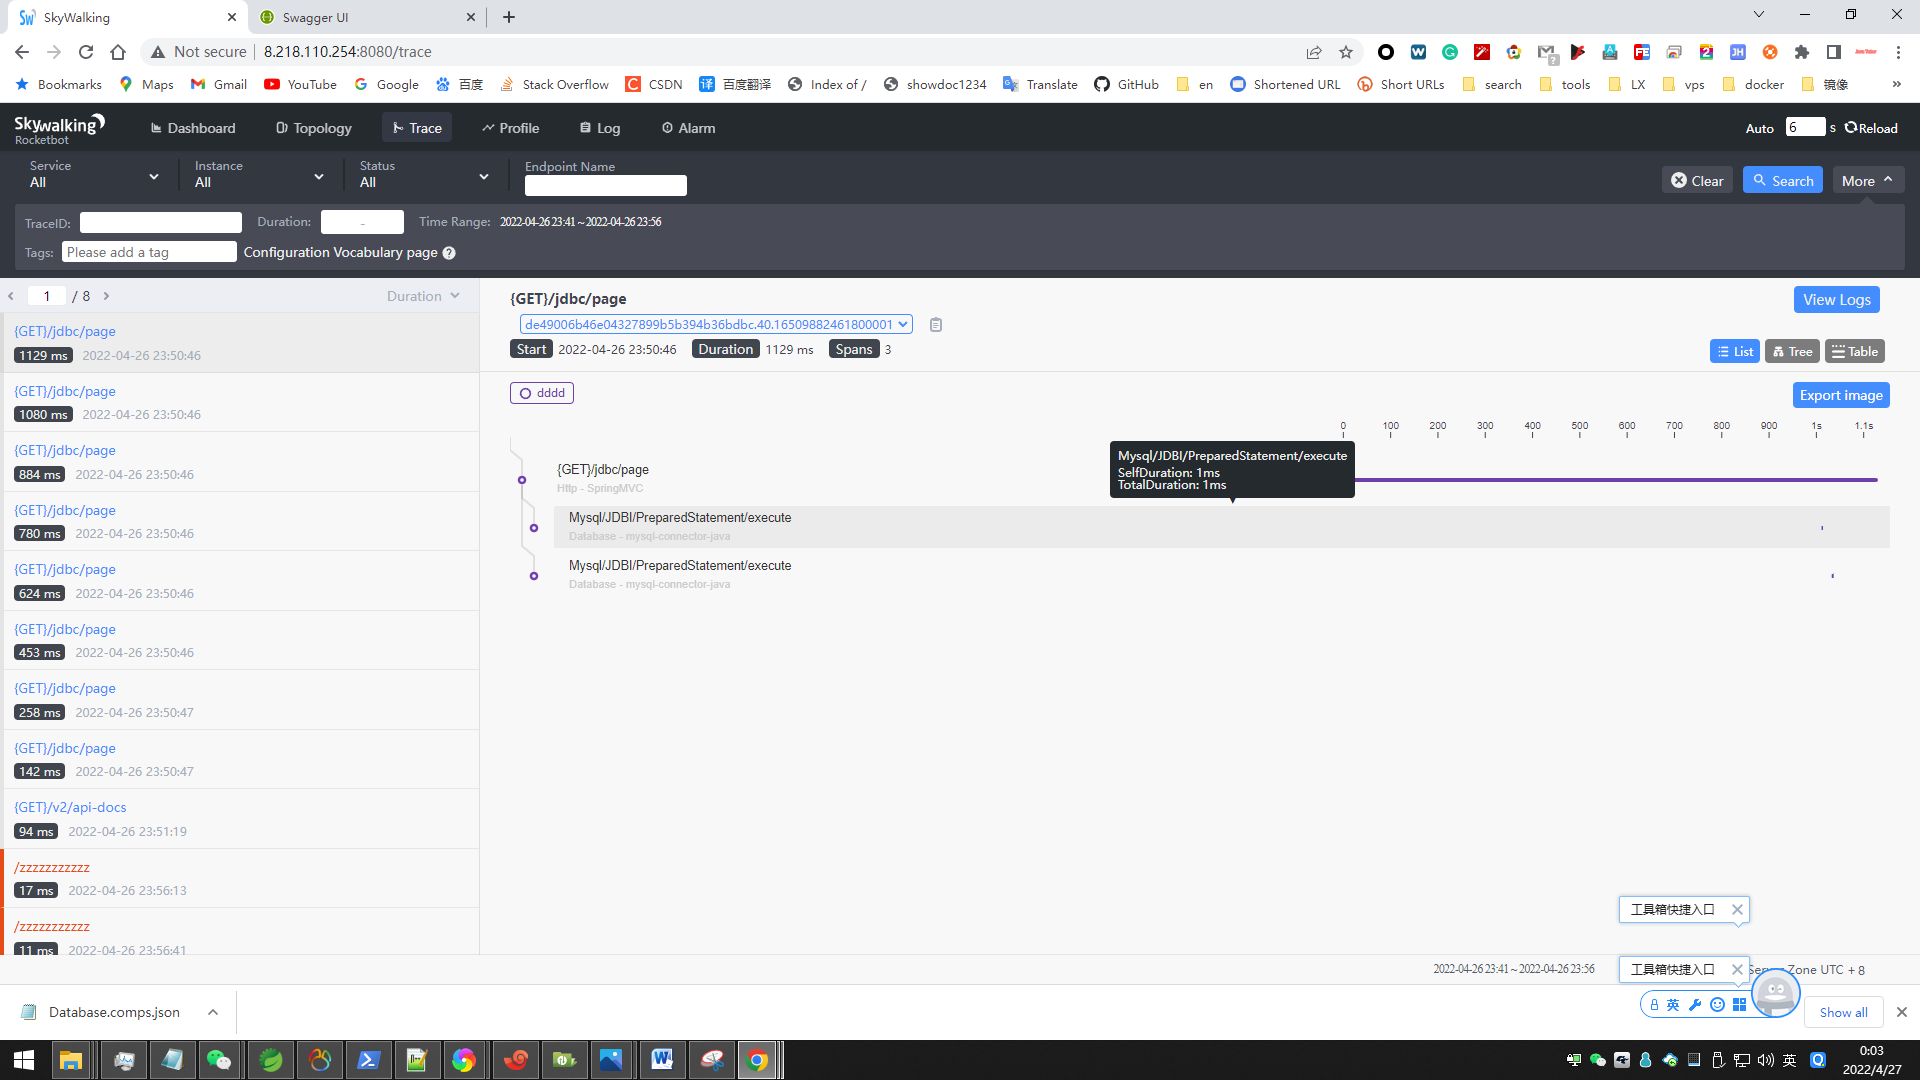 SkyWalking
Swagger UI
Not secure
8.218.110.254:8080/trace
Bookmarks
Maps
Gmail
YouTube
Google
百度
Stack Overflow
CSDN
百度翻译
Index of /
showdoc1234
Translate
GitHub
en
Shortened URL
Short URLs
search
tools
LX
vps
docker
镜像
»
Skywalking
Rocketbot
Dashboard
Topology
Trace
Profile
Log
Alarm
Auto
6
s
Reload
Service
All
Instance
All
Status
All
Endpoint Name
Clear
Search
More
TraceID:
Duration:
-
Time Range:
2022-04-26 23:41 ~ 2022-04-26 23:56
Tags:
Please add a tag
Configuration Vocabulary page
1
/ 8
Duration
{GET}/jdbc/page
1129 ms 2022-04-26 23:50:46
{GET}/jdbc/page
1080 ms 2022-04-26 23:50:46
{GET}/jdbc/page
884 ms 2022-04-26 23:50:46
{GET}/jdbc/page
780 ms 2022-04-26 23:50:46
{GET}/jdbc/page
624 ms 2022-04-26 23:50:46
{GET}/jdbc/page
453 ms 2022-04-26 23:50:46
{GET}/jdbc/page
258 ms 2022-04-26 23:50:47
{GET}/jdbc/page
142 ms 2022-04-26 23:50:47
{GET}/v2/api-docs
94 ms 2022-04-26 23:51:19
/zzzzzzzzzzz
17 ms 2022-04-26 23:56:13
/zzzzzzzzzzz
11 ms 2022-04-26 23:56:41
{GET}/jdbc/page
View Logs
de49006b46e04327899b5b394b36bdbc.40.16509882461800001
Start 2022-04-26 23:50:46 Duration 1129 ms Spans 3
List
Tree
Table
dddd
Export image
0 100 200 300 400 500 600 700 800 900 1s 1.1s
Mysql/JDBI/PreparedStatement/execute
SelfDuration: 1ms
TotalDuration: 1ms
{GET}/jdbc/page
Http - SpringMVC
Mysql/JDBI/PreparedStatement/execute
Database - mysql-connector-java
Mysql/JDBI/PreparedStatement/execute
Database - mysql-connector-java
工具箱快捷入口
2022-04-26 23:41 ~ 2022-04-26 23:56
工具箱快捷入口
Zone UTC + 8
Database.comps.json
英
Show all
英
0:03
2022/4/27